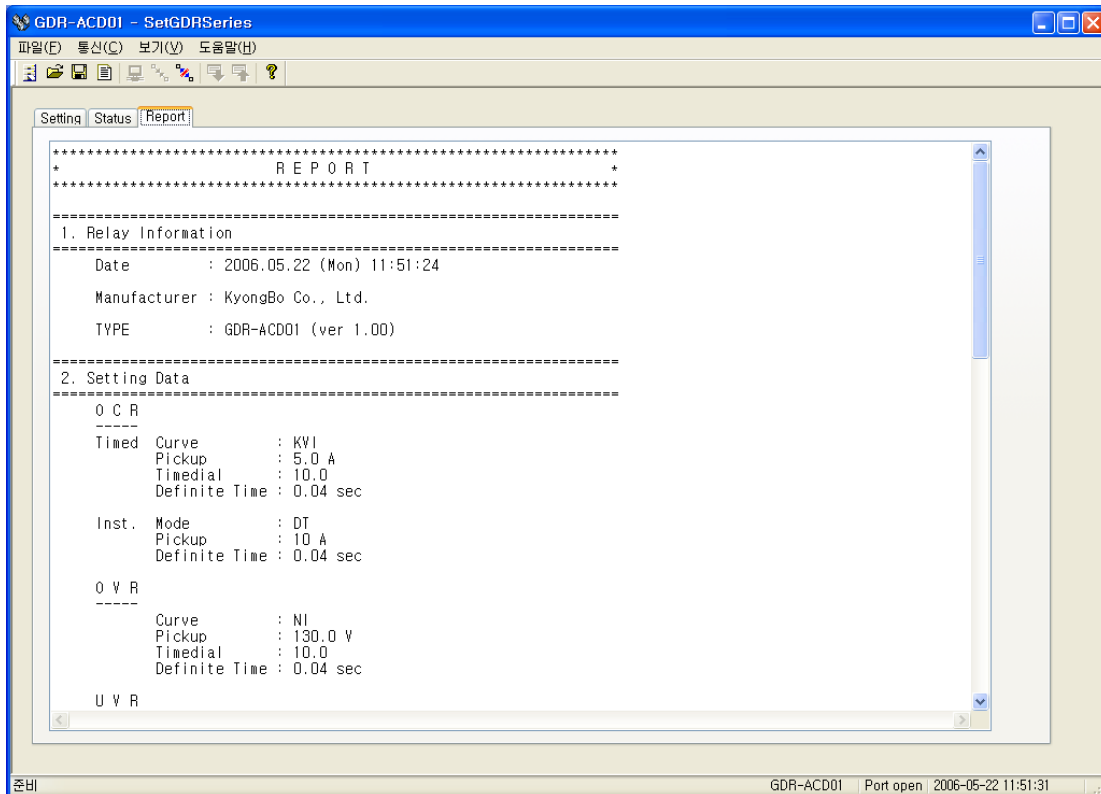 GDR-ACD01 - SetGDRSeries
파일(F) 통신(C) 보기(V) 도움말(H)
Setting Status Report
*******************************************************************
* R E P O R T *
*******************************************************************
===================================================================
1. Relay Information
===================================================================
Date : 2006.05.22 (Mon) 11:51:24
Manufacturer : KyongBo Co., Ltd.
TYPE : GDR-ACD01 (ver 1.00)
===================================================================
2. Setting Data
===================================================================
O C R
-----
Timed Curve : KVI
Pickup : 5.0 A
Timedial : 10.0
Definite Time : 0.04 sec
Inst. Mode : DT
Pickup : 10 A
Definite Time : 0.04 sec
O V R
-----
Curve : NI
Pickup : 130.0 V
Timedial : 10.0
Definite Time : 0.04 sec
U V R
준비 GDR-ACD01 Port open 2006-05-22 11:51:31